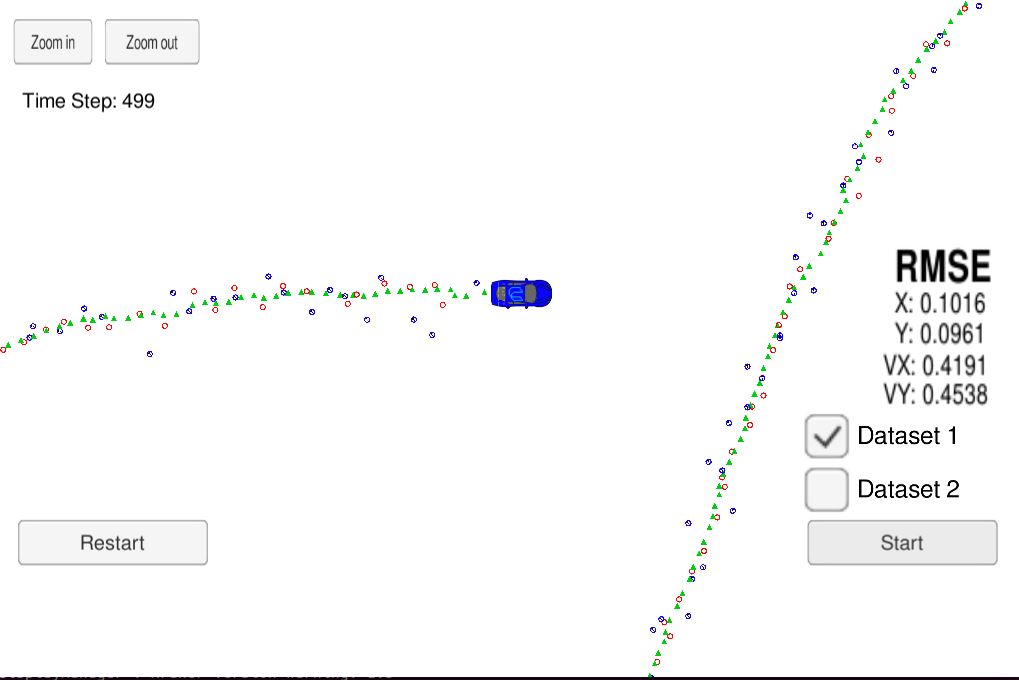 Zoom in
Zoom out
Time Step: 499
RMSE
X: 0.1016
Y: 0.0961
VX: 0.4191
VY: 0.4538
Dataset 1
Dataset 2
Restart
Start